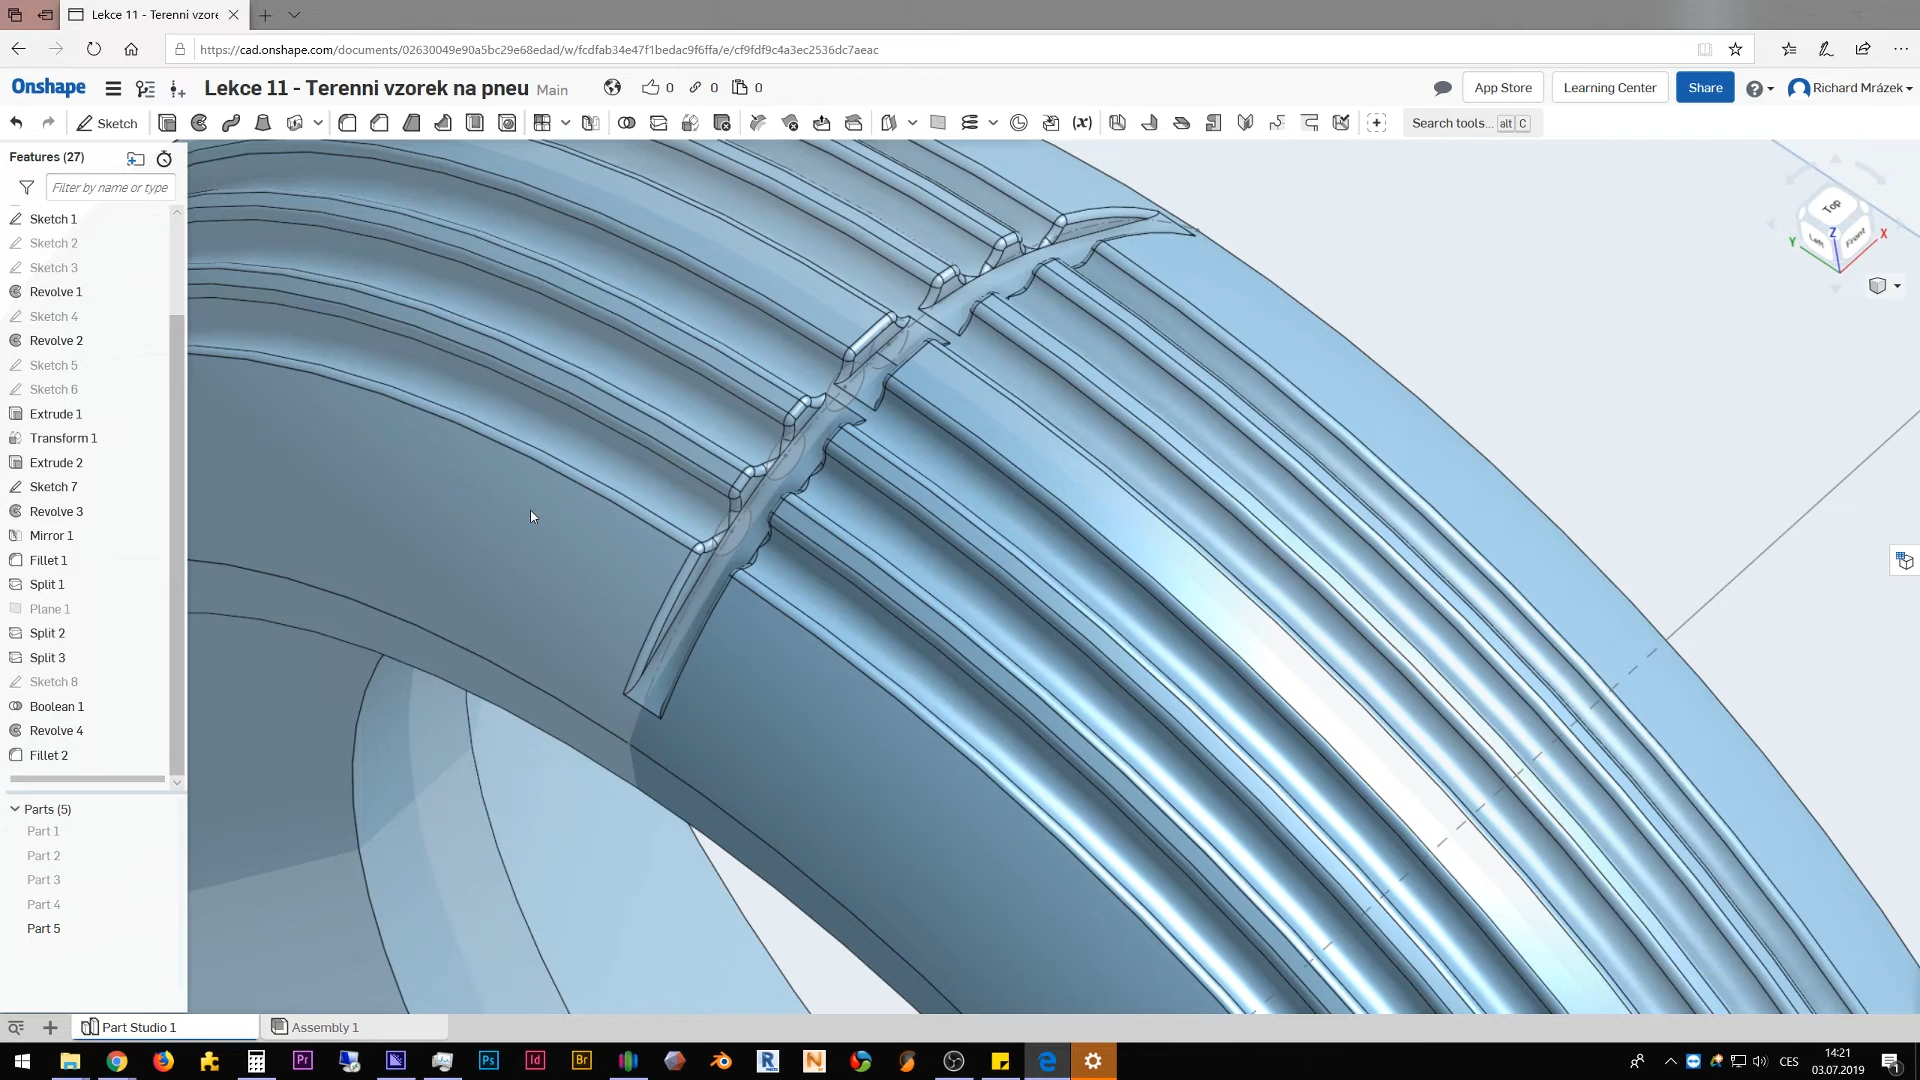 Lekce 11 - Terenni vzore
https://cad.onshape.com/documents/02630049e90a5bc29e68edad/w/fcdfab34e47f1bedac9f6ffa/e/cf9fdf9c4a3ec2536dc7aeac
Onshape
Lekce 11 - Terenni vzorek na pneu Main
0
0
0
App Store
Learning Center
Share
Richard Mrázek
Sketch
(x)
Search tools... alt C
Features (27)
Filter by name or type
Sketch 1
Sketch 2
Sketch 3
Revolve 1
Sketch 4
Revolve 2
Sketch 5
Sketch 6
Extrude 1
Transform 1
Extrude 2
Sketch 7
Revolve 3
Mirror 1
Fillet 1
Split 1
Plane 1
Split 2
Split 3
Sketch 8
Boolean 1
Revolve 4
Fillet 2
Parts (5)
Part 1
Part 2
Part 3
Part 4
Part 5
Top
Left
Front
Z
X
Y
Part Studio 1
Assembly 1
Pr
Ps
Id
Br
R
N
CES
14:21
03.07.2019
1